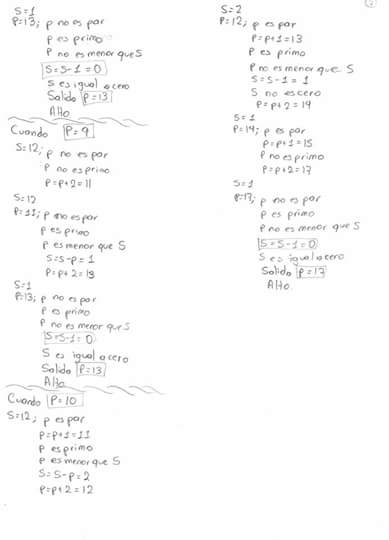 S=1
P=13; p no es par
p es primo
P no es menor que S
S=S-1=0
S es igual a cero
Salida P=13
Alto
Cuando P=9
S=12; p no es par
P no es primo
P=P+2=11
S=12
P=11; p no es par
p es primo
P es menor que S
S=S-p=1
P=P+2=13
S=1
P=13; p no es par
P es primo
P no es menor que S
S=S-1=0
S es igual a cero
Salida P=13
Alto
Cuando P=10
S=12; p es par
P=P+1=11
P es primo
P es menor que S
S=S-P=2
P=P+2=12
S=2
P=12; p es par
P=p+1=13
P es primo
P no es menor que S
S=S-1=1
S no es cero
P=P+2=14
S=1
P=14; p es par
P=p+1=15
P no es primo
P=P+2=17
S=1
P=17; p no es par
P es primo
P no es menor que S
S=S-1=0
S es igual a cero
Salida P=17
Alto.